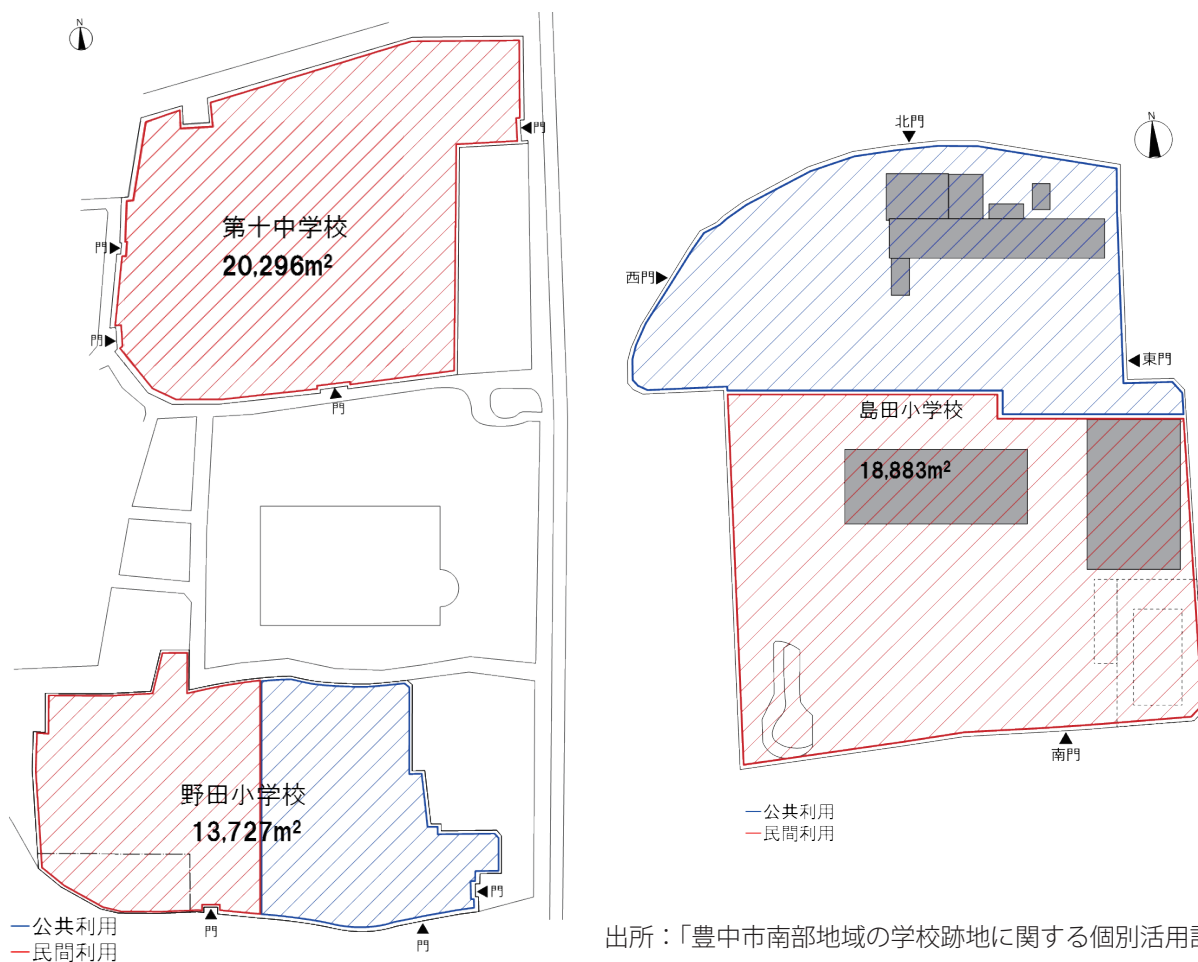 N
門
第十中学校
20,296m²
門
門
門
野田小学校
13,727m²
門
門
門
公共利用
民間利用
N
北門
西門
東門
島田小学校
18,883m²
南門
公共利用
民間利用
出所：「豊中市南部地域の学校跡地に関する個別活用